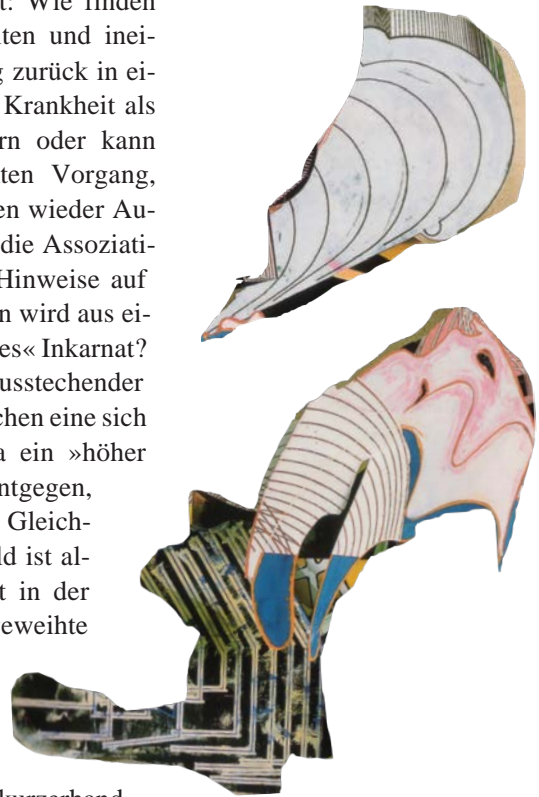 t: Wie finden
ten und inei-
g zurück in ei-
Krankheit als
rn oder kann
ten Vorgang,
en wieder Au-
die Assoziati-
Hinweise auf
n wird aus ei-
es« Inkarnat?
usstechender
chen eine sich
a ein »höher
ntgegen,
Gleich-
ld ist al-
t in der
eweihte
kurzerhand